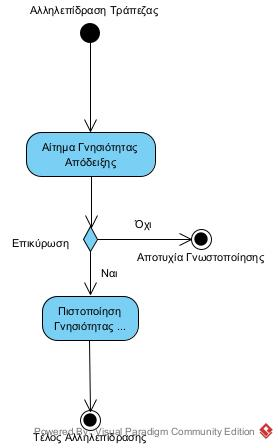 Αλληλεπίδραση Τράπεζας
Αίτημα Γνησιότητας
Απόδειξης
Όχι
Επικύρωση
Αποτυχία Γνωστοποίησης
Ναι
Πιστοποίηση
Γνησιότητας ...
Powered By Visual Paradigm Community Edition
Τέλος Αλληλεπίδρασης